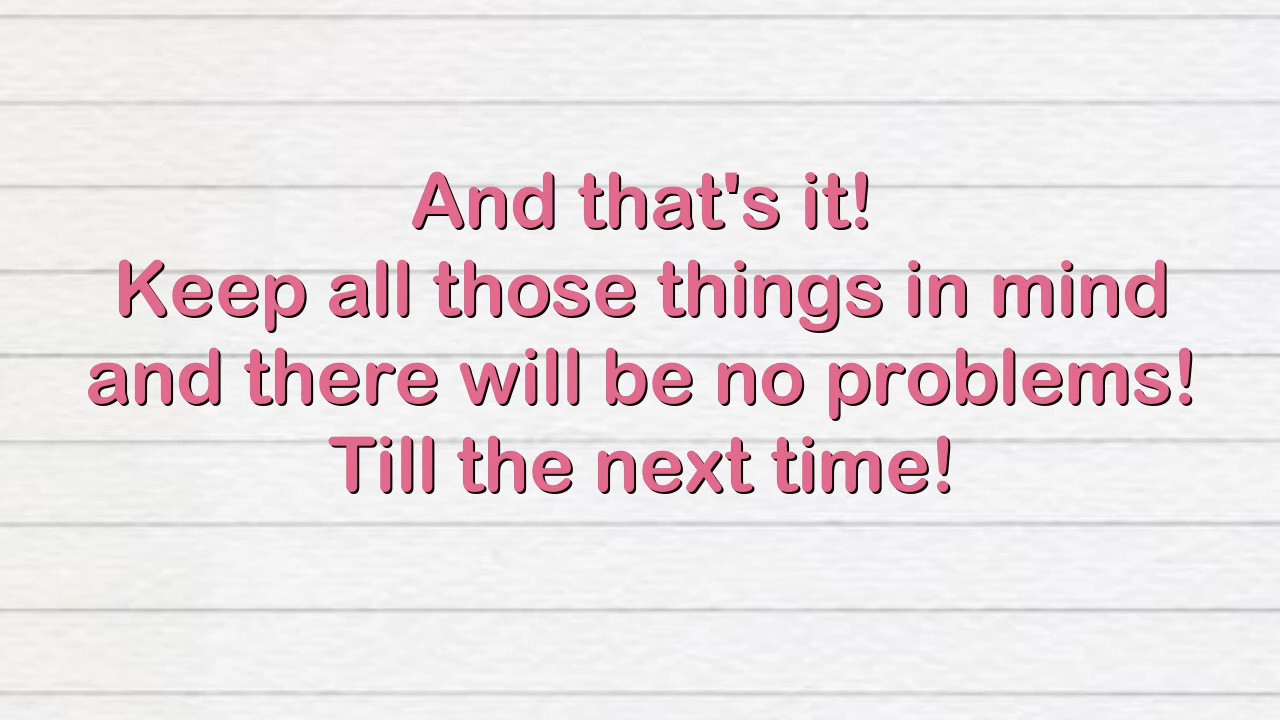 And that's it!
Keep all those things in mind
and there will be no problems!
Till the next time!